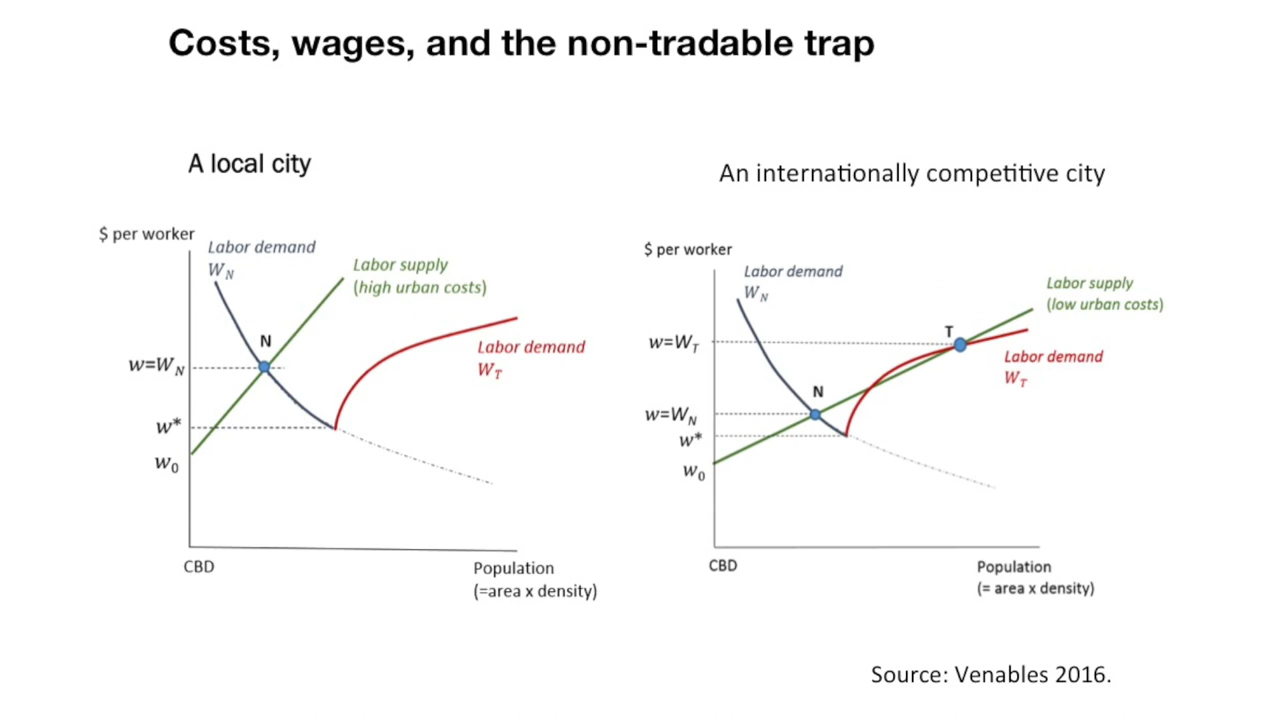 Costs, wages, and the non-tradable trap
A local city
$ per worker
Labor demand
W_N
Labor supply
(high urban costs)
N
w=W_N
Labor demand
W_T
w*
w_0
CBD
Population
(=area x density)
An internationally competitive city
$ per worker
Labor demand
W_N
Labor supply
(low urban costs)
T
w=W_T
Labor demand
W_T
N
w=W_N
w*
w_0
CBD
Population
(= area x density)
Source: Venables 2016.